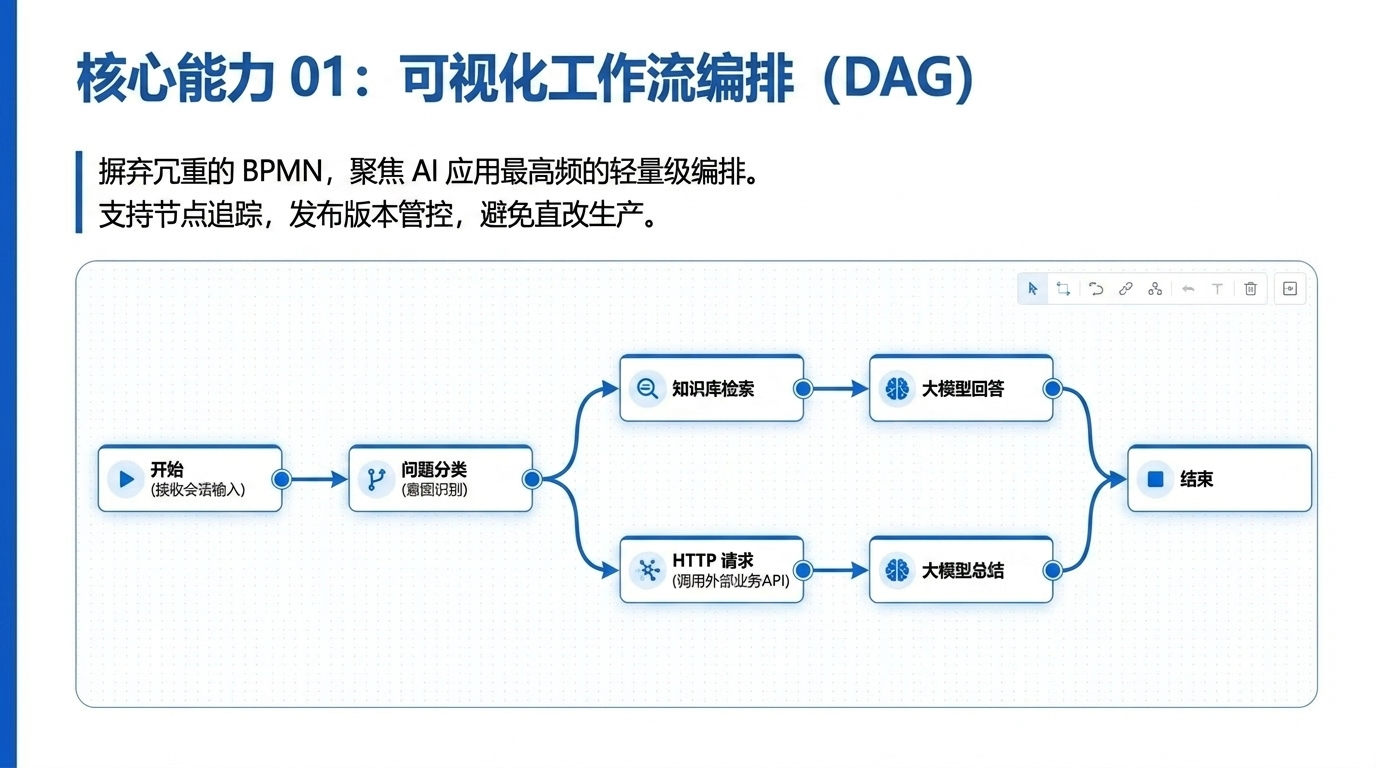 核心能力 01：可视化工作流编排（DAG）
摒弃冗重的 BPMN，聚焦 AI 应用最高频的轻量级编排。
支持节点追踪，发布版本管控，避免直改生产。
知识库检索
大模型回答
开始
(接收会话输入)
问题分类
(意图识别)
结束
HTTP 请求
(调用外部业务API)
大模型总结